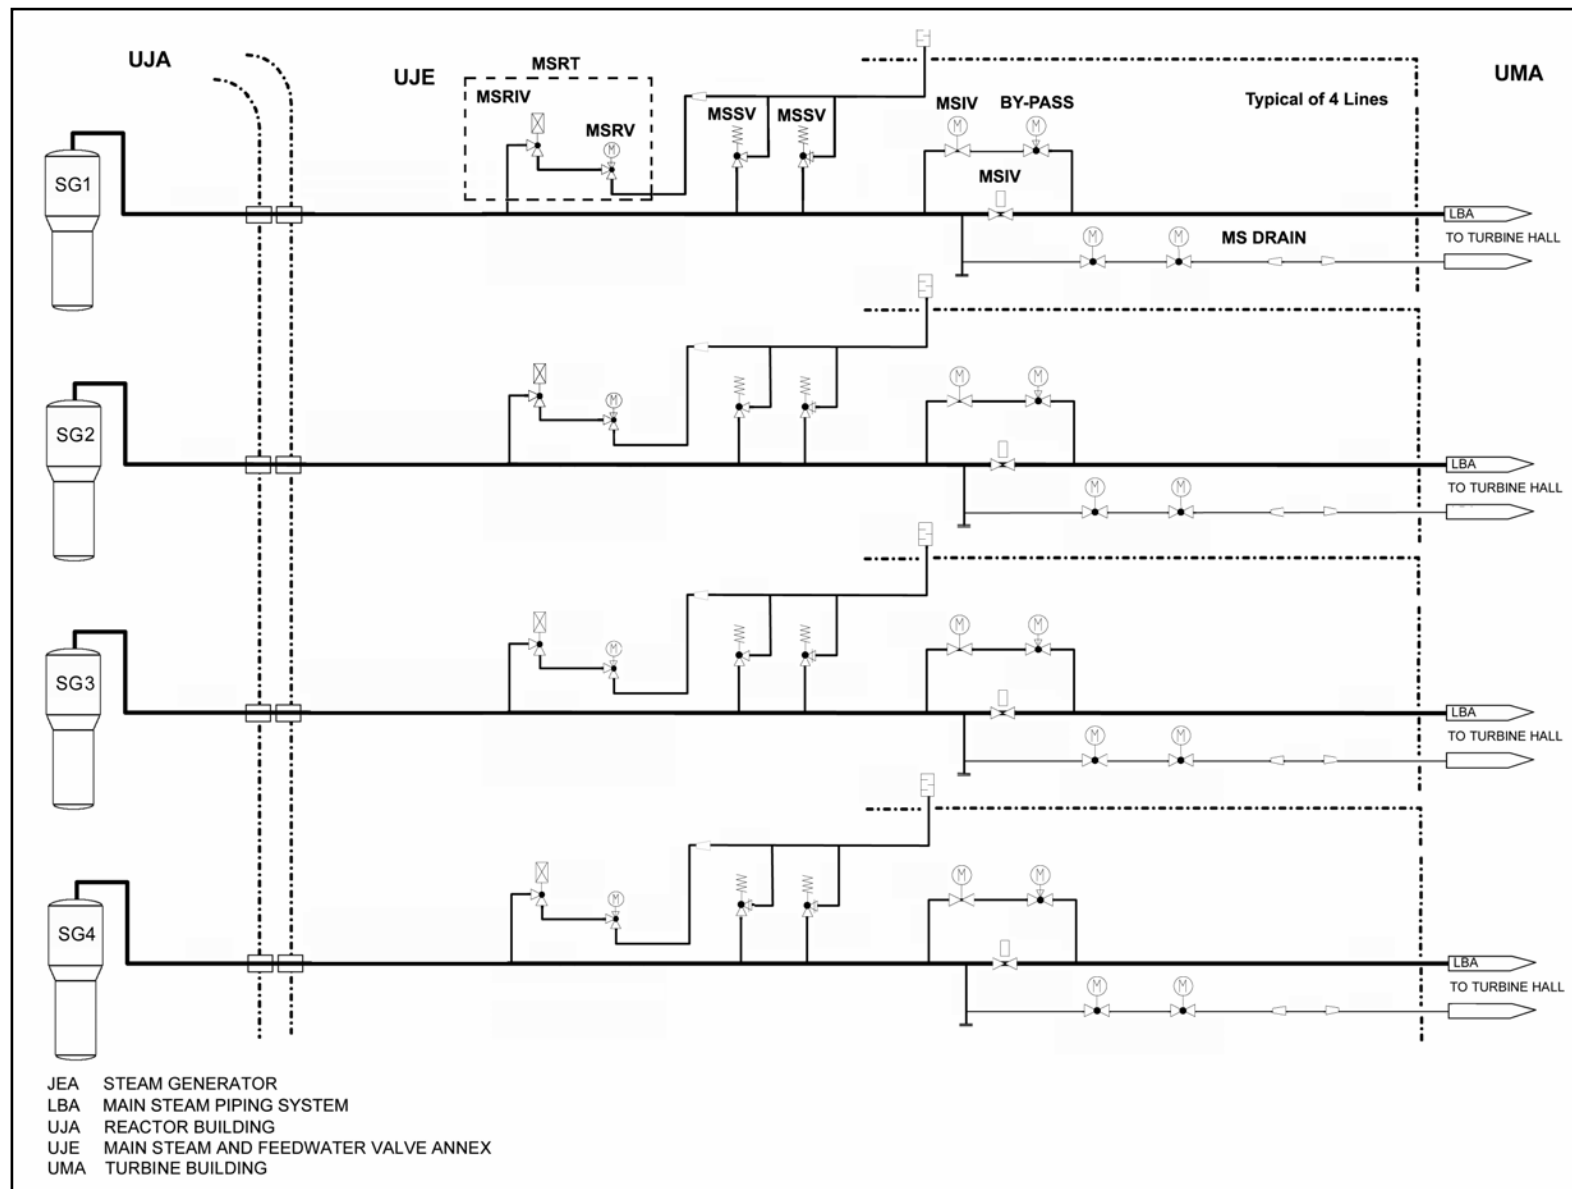 UJA
UJE
MSRT
MSRIV
MSRV
MSSV
MSSV
MSIV
BY-PASS
Typical of 4 Lines
UMA
M
M
M
SG1
MSIV
LBA
TO TURBINE HALL
MS DRAIN
M
M
M
M
M
SG2
LBA
TO TURBINE HALL
M
M
M
M
M
SG3
LBA
TO TURBINE HALL
M
M
M
M
M
SG4
LBA
TO TURBINE HALL
M
M
JEA STEAM GENERATOR
LBA MAIN STEAM PIPING SYSTEM
UJA REACTOR BUILDING
UJE MAIN STEAM AND FEEDWATER VALVE ANNEX
UMA TURBINE BUILDING